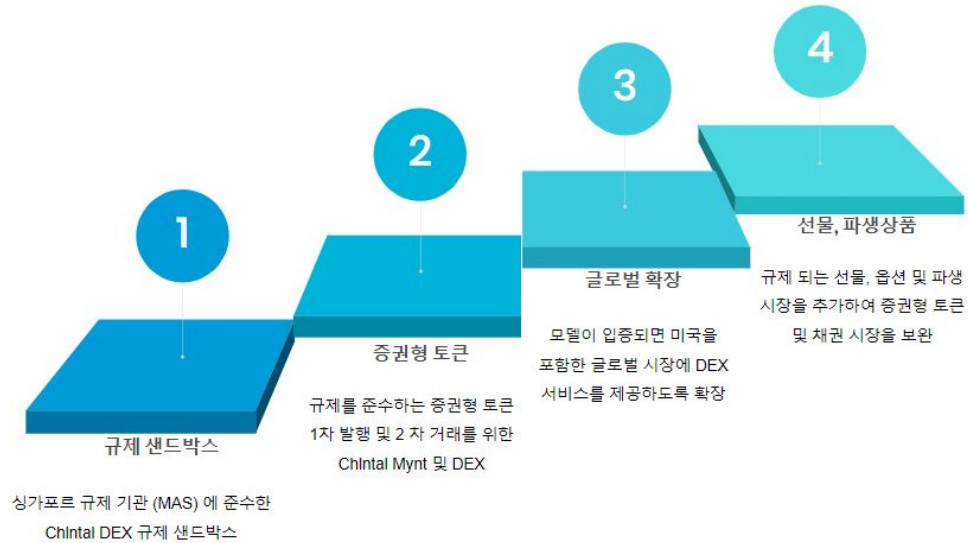 1
규제 샌드박스
싱가포르 규제 기관 (MAS) 에 준수한
Chintal DEX 규제 샌드박스
2
증권형 토큰
규제를 준수하는 증권형 토큰
1차 발행 및 2 차 거래를 위한
Chintal Mynt 및 DEX
3
글로벌 확장
모델이 입증되면 미국을
포함한 글로벌 시장에 DEX
서비스를 제공하도록 확장
4
선물, 파생상품
규제 되는 선물, 옵션 및 파생
시장을 추가하여 증권형 토큰
및 채권 시장을 보완